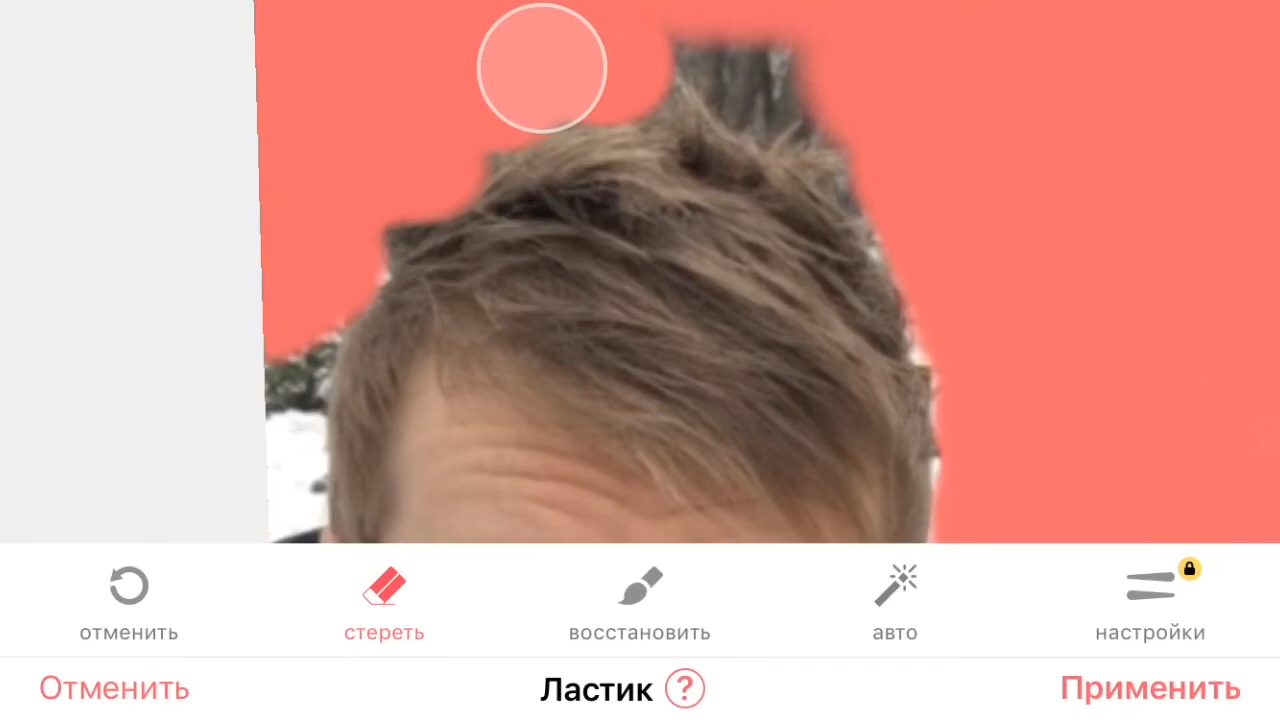 отменить стереть восстановить авто настройки
Отменить Ластик ? Применить